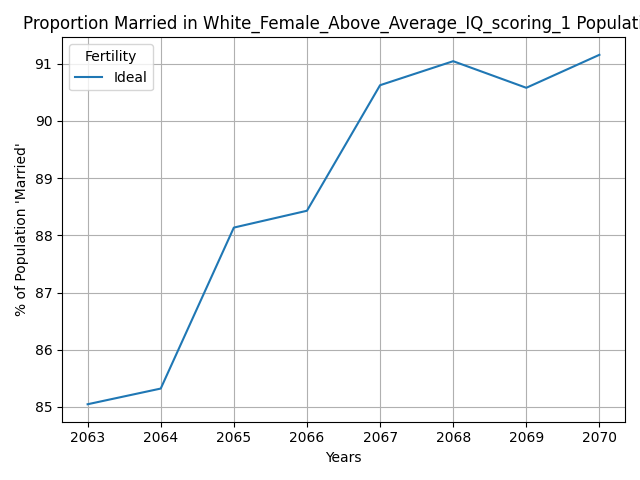 Proportion Married in White_Female_Above_Average_IQ_scoring_1 Populati
Fertility
Ideal
% of Population 'Married'
91
90
89
88
87
86
85
2063 2064 2065 2066 2067 2068 2069 2070
Years